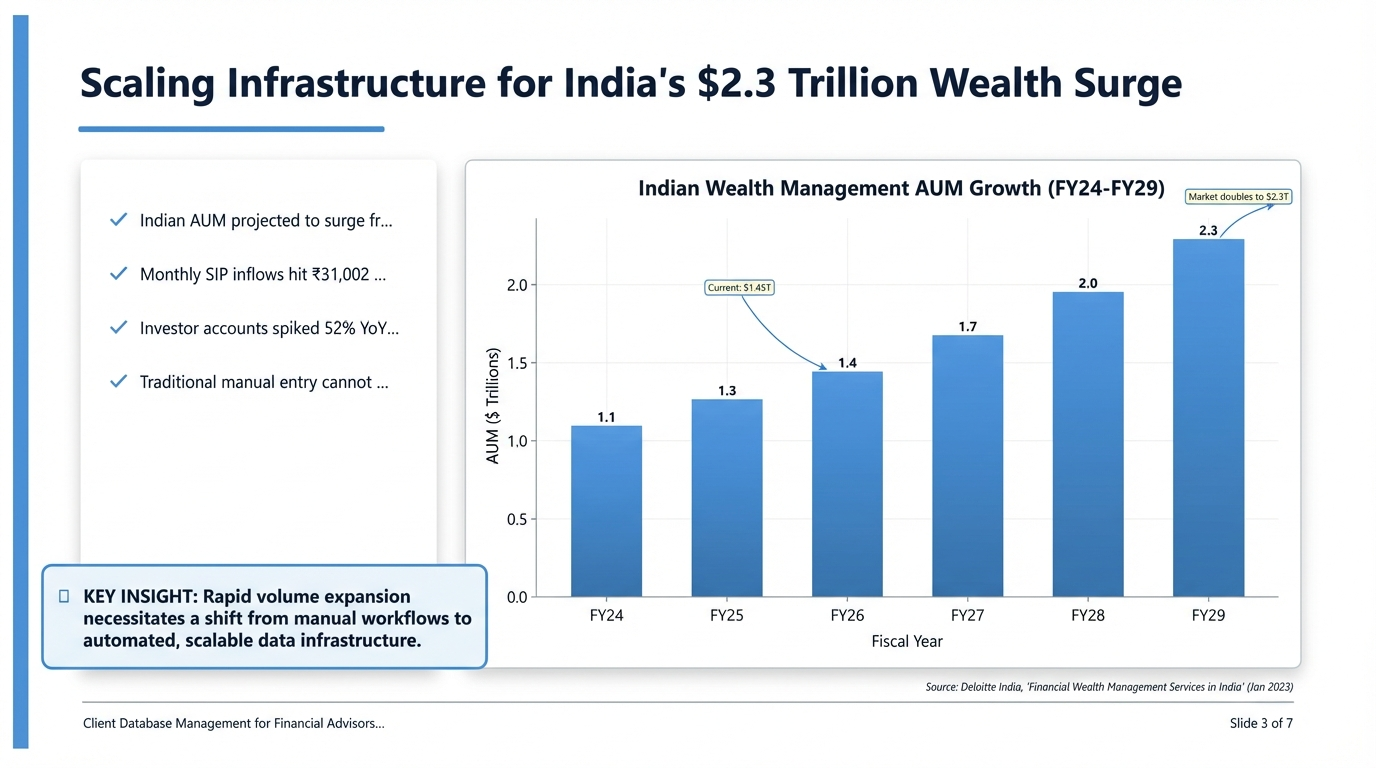 Scaling Infrastructure for India's $2.3 Trillion Wealth Surge
Indian AUM projected to surge fr...
Monthly SIP inflows hit ₹31,002 ...
Investor accounts spiked 52% YoY...
Traditional manual entry cannot ...
KEY INSIGHT: Rapid volume expansion
necessitates a shift from manual workflows to
automated, scalable data infrastructure.
Indian Wealth Management AUM Growth (FY24-FY29)
Market doubles to $2.3T
Current: $1.45T
AUM ($ Trillions)
2.0
1.5
1.0
0.5
0.0
1.1
1.3
1.4
1.7
2.0
2.3
FY24
FY25
FY26
FY27
FY28
FY29
Fiscal Year
Source: Deloitte India, 'Financial Wealth Management Services in India' (Jan 2023)
Client Database Management for Financial Advisors...
Slide 3 of 7